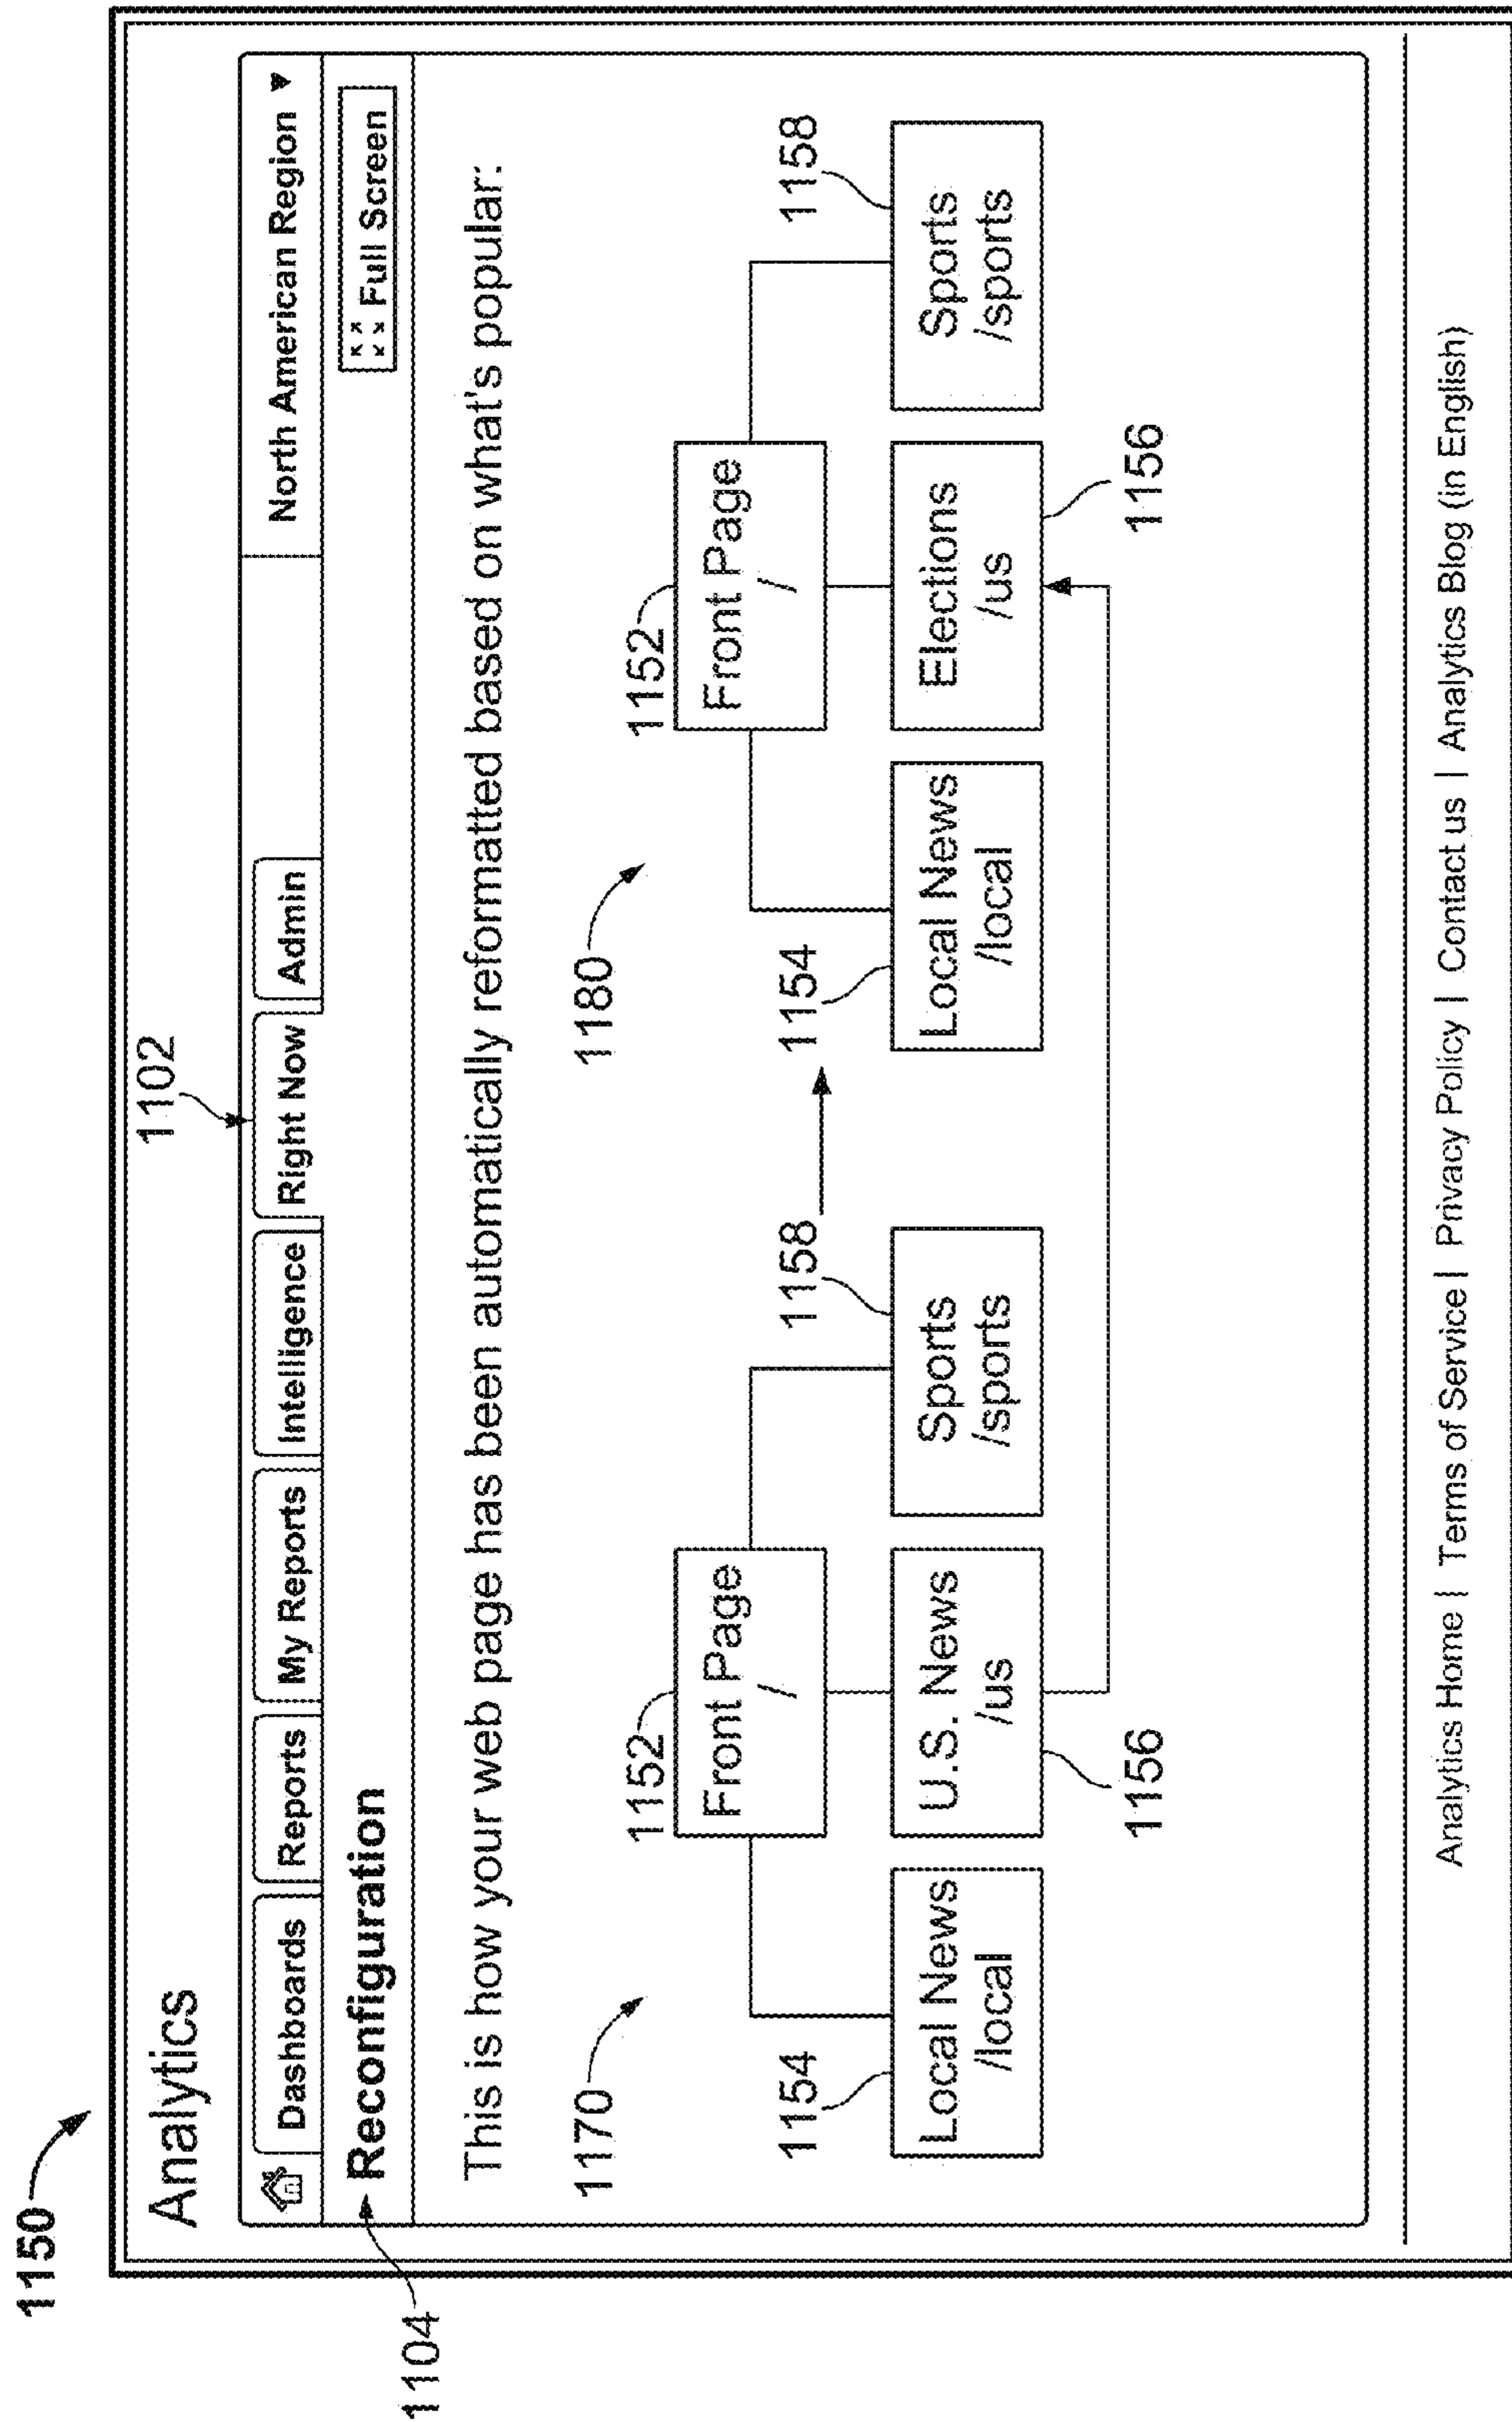 1150
Analytics
1102
Dashboards
Reports
My Reports
Intelligence
Right Now
Admin
North American Region
1104
Reconfiguration
Full Screen
This is how your web page has been automatically reformatted based on what's popular:
1170
1152
1180
1152
Front Page
/
Front Page
/
1154
1158
1154
1158
Local News
/local
U.S. News
/us
Sports
/sports
Local News
/local
Elections
/us
Sports
/sports
1156
1156
Analytics Home | Terms of Service | Privacy Policy | Contact us | Analytics Blog (in English)